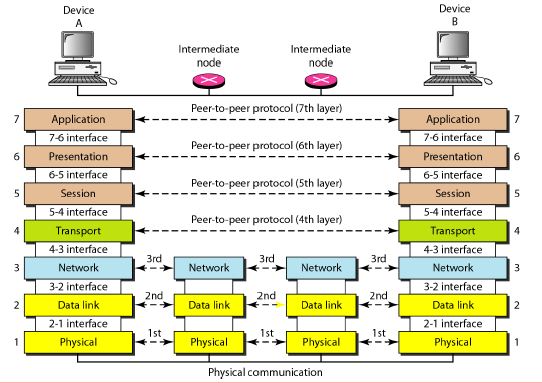 Device
A
Device
B
Intermediate
node
Intermediate
node
7 Application Peer-to-peer protocol (7th layer) Application 7
7-6 interface 7-6 interface
6 Presentation Peer-to-peer protocol (6th layer) Presentation 6
6-5 interface 6-5 interface
5 Session Peer-to-peer protocol (5th layer) Session 5
5-4 interface 5-4 interface
4 Transport Peer-to-peer protocol (4th layer) Transport 4
4-3 interface 4-3 interface
3 Network 3rd Network 3rd Network 3rd Network 3
3-2 interface 3-2 interface
2 Data link 2nd Data link 2nd Data link 2nd Data link 2
2-1 interface 2-1 interface
1 Physical 1st Physical 1st Physical 1st Physical 1
Physical communication